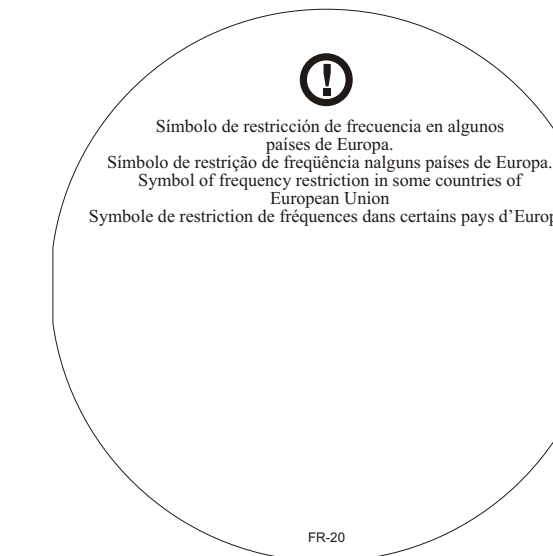 Símbolo de restricción de frecuencia en algunos
países de Europa.
Símbolo de restrição de freqüência nalguns países de Europa.
Symbol of frequency restriction in some countries of
European Union
Symbole de restriction de fréquences dans certains pays d’Europ
FR-20